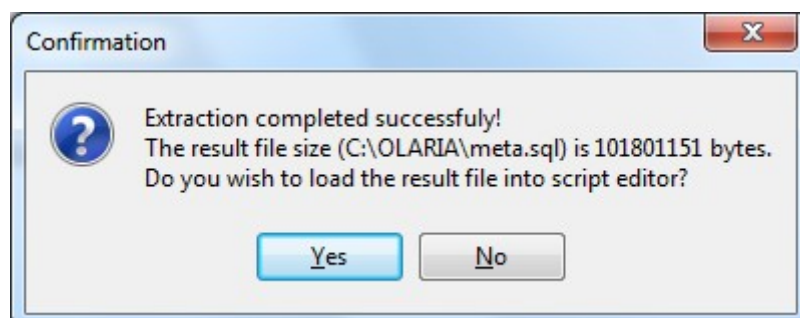 Confirmation
Extraction completed successfuly!
The result file size (C:\OLARIA\meta.sql) is 101801151 bytes.
Do you wish to load the result file into script editor?
Yes
No